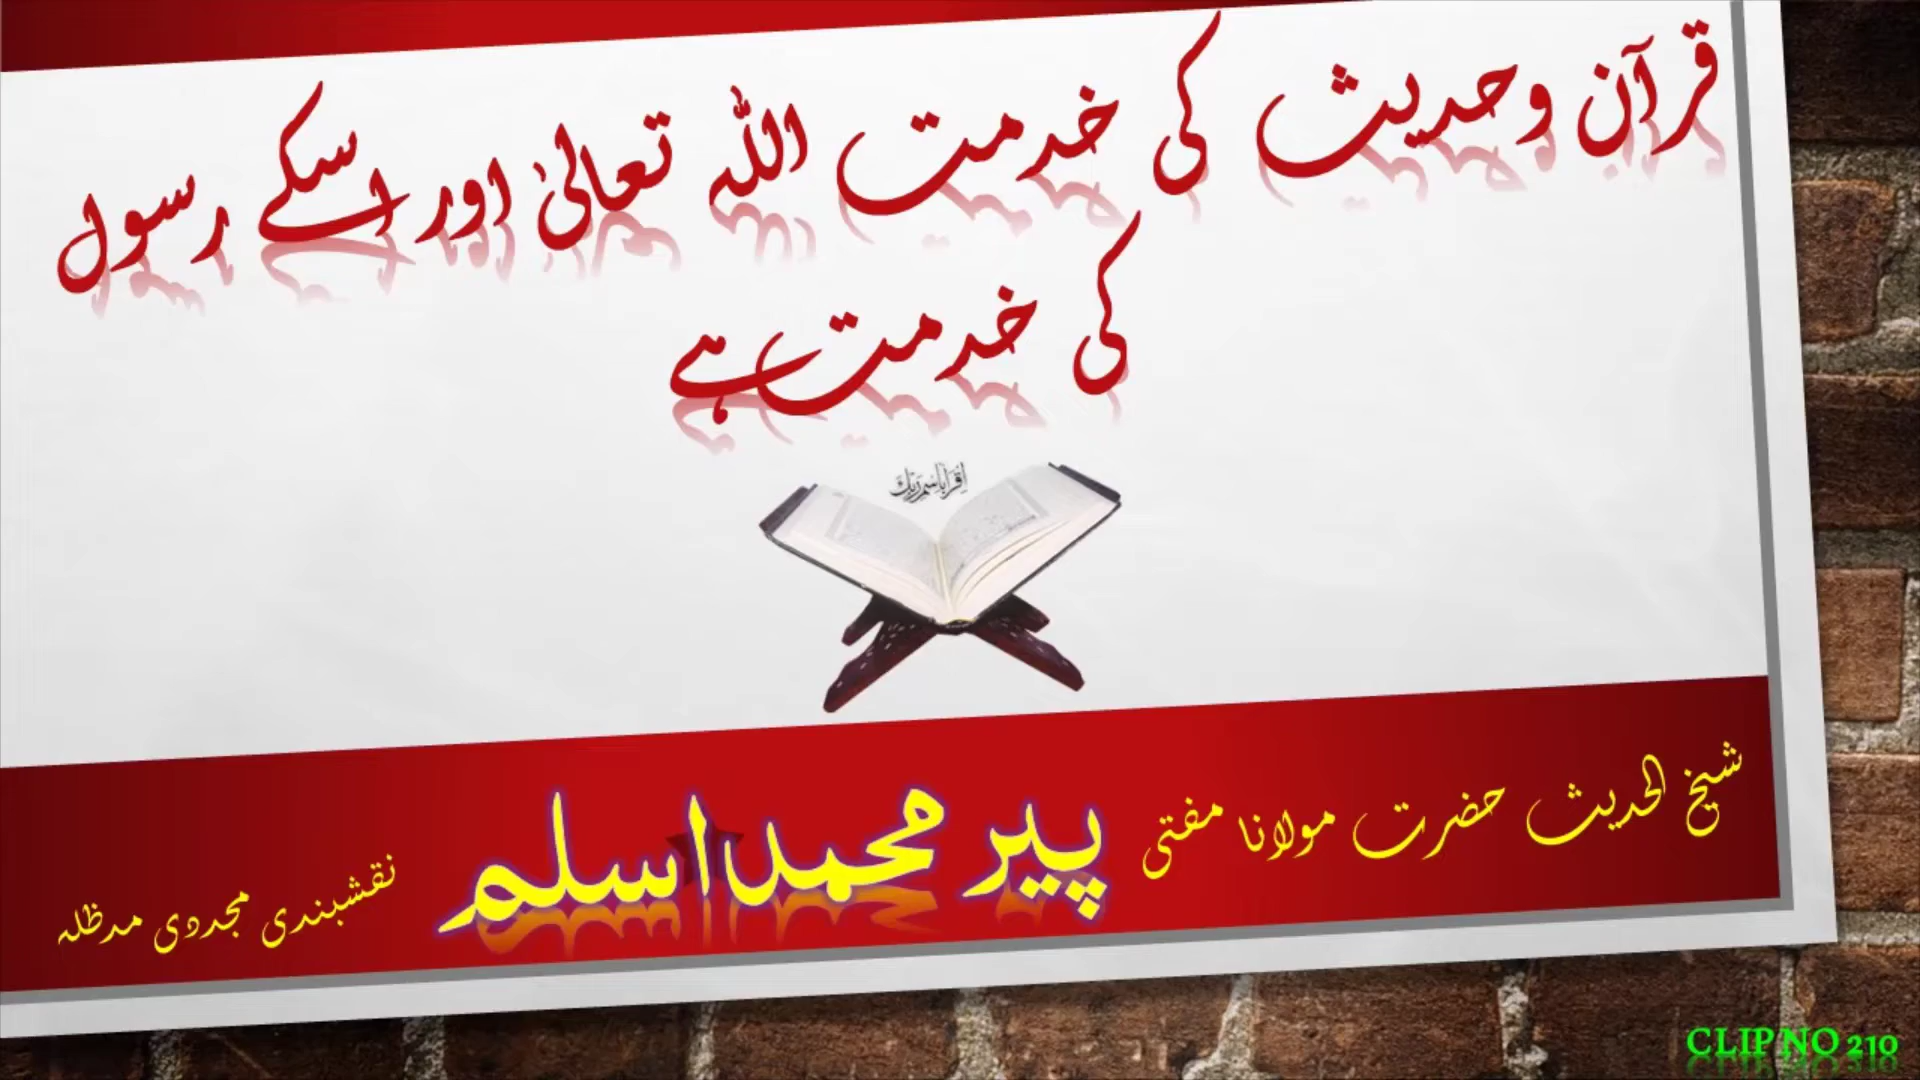 قرآن وحدیث کی خدمت اللہ تعالیٰ اور اسکے رسول
کی خدمت ہے
اقرا باسم ربک
شیخ الحدیث حضرت مولانا مفتی پیر محمد اسلم نقشبندی مجددی مدظلہ
CLIP NO 210